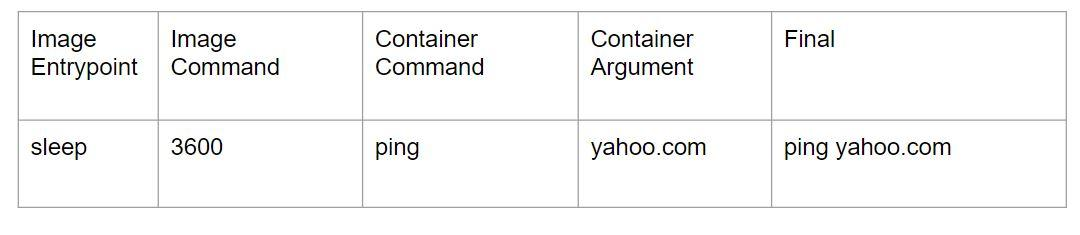 Image Entrypoint
Image Command
Container Command
Container Argument
Final
sleep
3600
ping
yahoo.com
ping yahoo.com